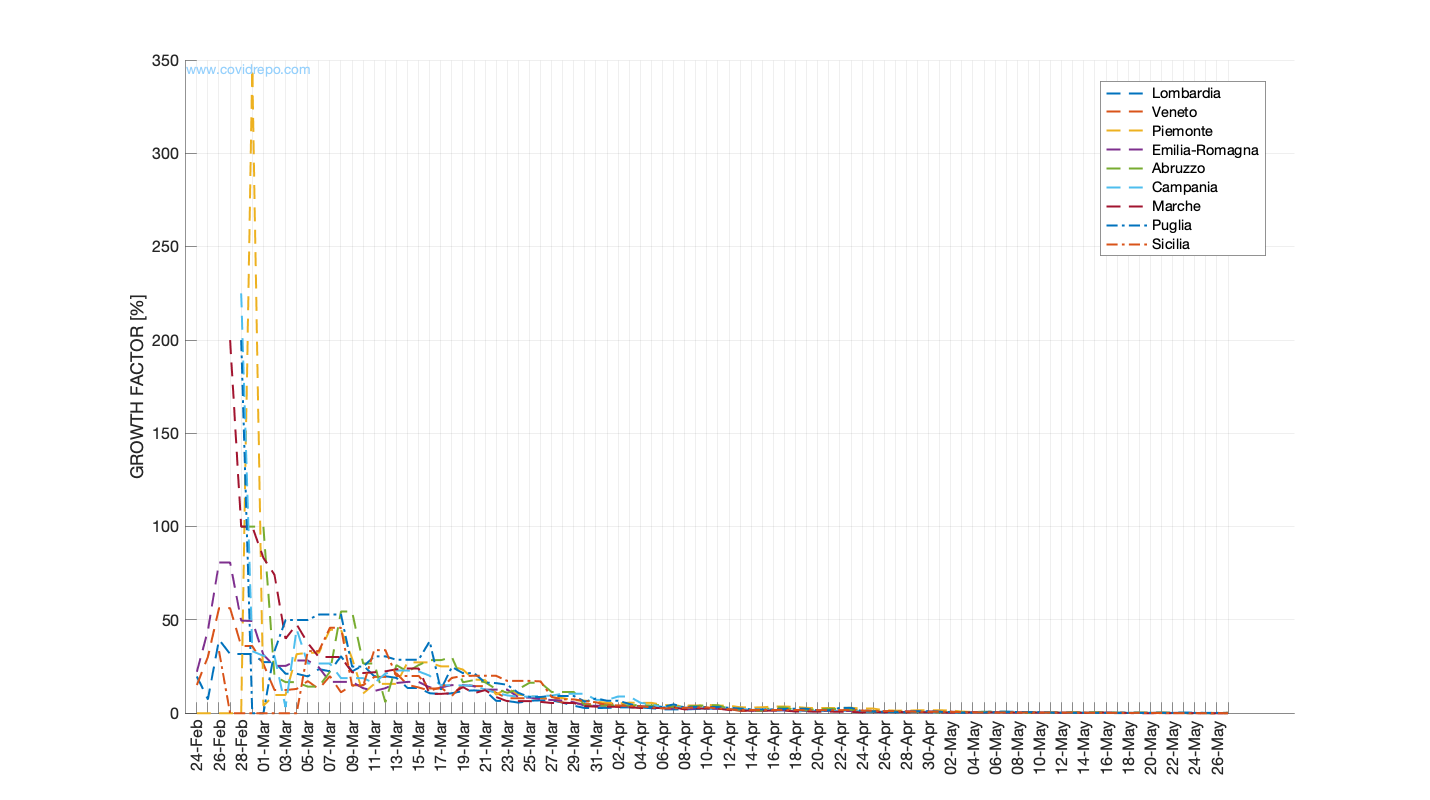 www.covidrepo.com
350
300
250
200
150
100
50
0
GROWTH FACTOR [%]
Lombardia
Veneto
Piemonte
Emilia-Romagna
Abruzzo
Campania
Marche
Puglia
Sicilia
24-Feb
26-Feb
28-Feb
01-Mar
03-Mar
05-Mar
07-Mar
09-Mar
11-Mar
13-Mar
15-Mar
17-Mar
19-Mar
21-Mar
23-Mar
25-Mar
27-Mar
29-Mar
31-Mar
02-Apr
04-Apr
06-Apr
08-Apr
10-Apr
12-Apr
14-Apr
16-Apr
18-Apr
20-Apr
22-Apr
24-Apr
26-Apr
28-Apr
30-Apr
02-May
04-May
06-May
08-May
10-May
12-May
14-May
16-May
18-May
20-May
22-May
24-May
26-May